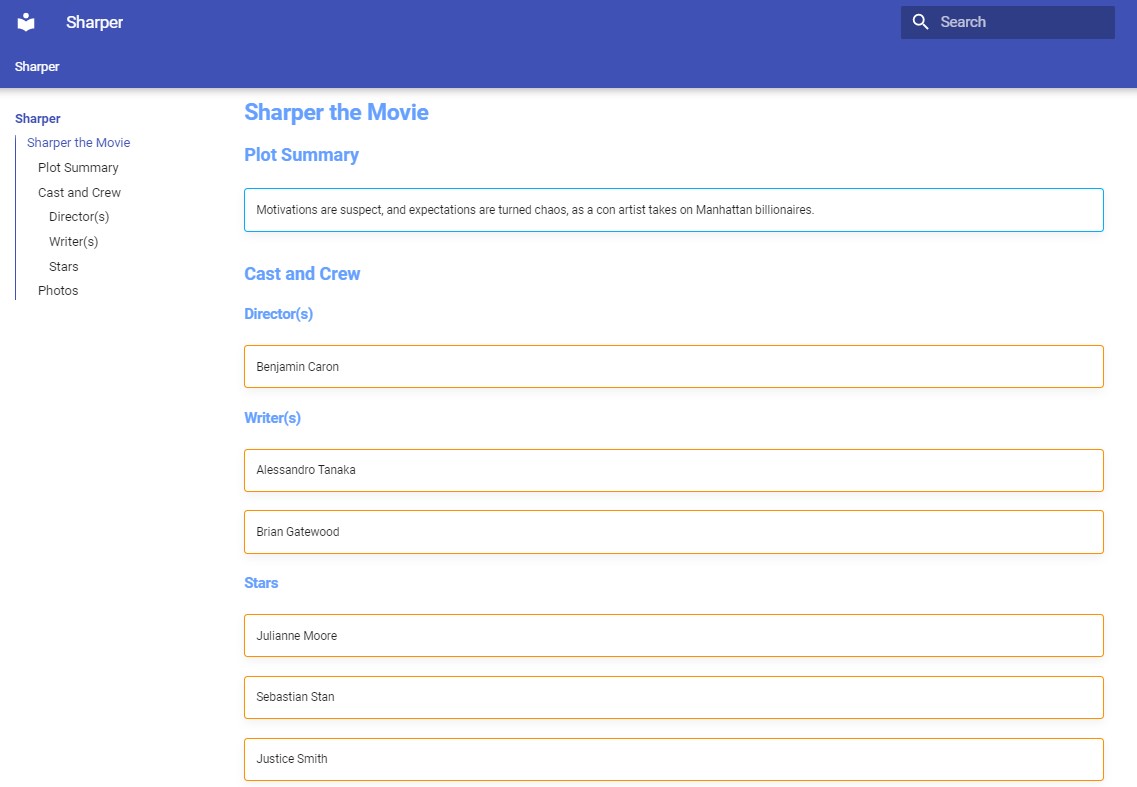 Sharper
Search
Sharper
Sharper
Sharper the Movie
Plot Summary
Cast and Crew
Director(s)
Writer(s)
Stars
Photos
Sharper the Movie
Plot Summary
Motivations are suspect, and expectations are turned chaos, as a con artist takes on Manhattan billionaires.
Cast and Crew
Director(s)
Benjamin Caron
Writer(s)
Alessandro Tanaka
Brian Gatewood
Stars
Julianne Moore
Sebastian Stan
Justice Smith